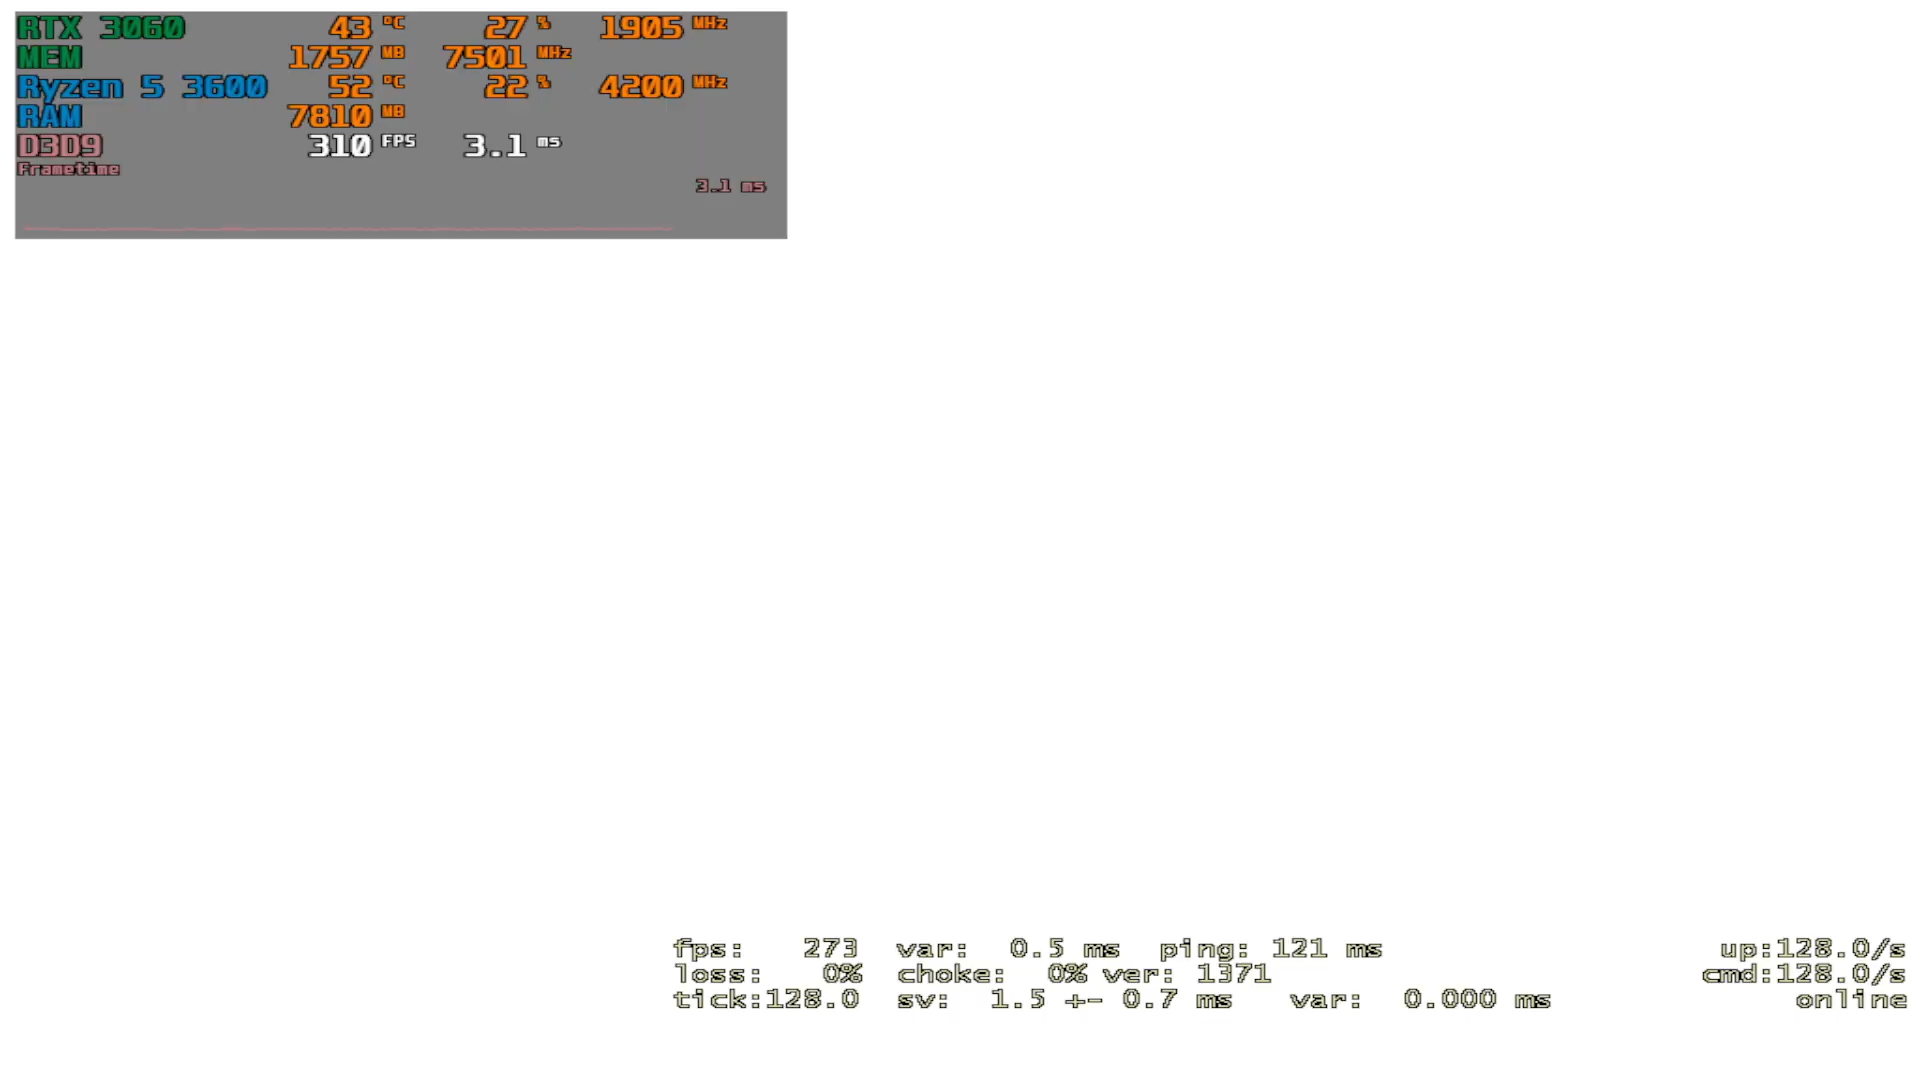 RTX 3060 43 °C 27 % 1905 MHz
MEM 1757 MB 7501 MHz
Ryzen 5 3600 52 °C 22 % 4200 MHz
RAM 7810 MB
D3D9 310 FPS 3.1 ms
Frametime
3.1 ms
fps: 273 var: 0.5 ms ping: 121 ms up:128.0/s
loss: 0% choke: 0% ver: 1371 cmd:128.0/s
tick:128.0 sv: 1.5 +- 0.7 ms var: 0.000 ms online